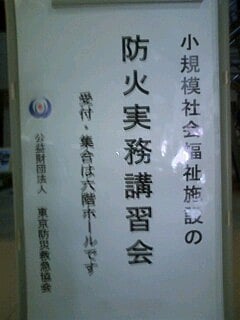 小規模社会福祉施設の
防火実務講習会
受付・集合は六階ホールです
公益財団法人 東京防災救急協会